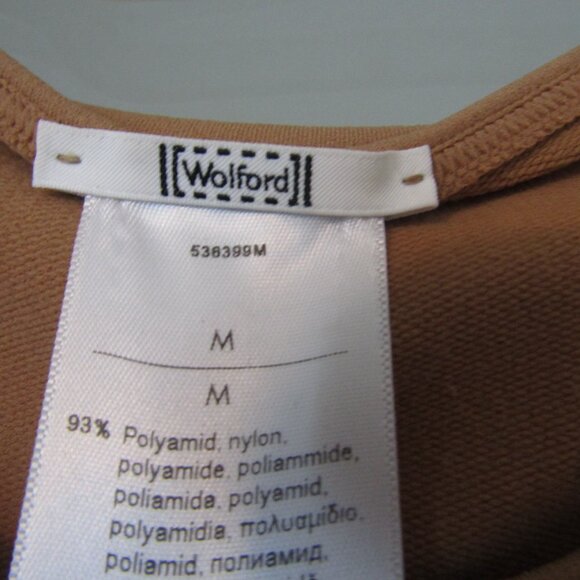 Wolford
536399M
M
M
93% Polyamid, nylon,
polyamide, poliammide,
poliamida, polyamid,
polyamidia, πολυαμίδιο,
poliamid, полиамид,